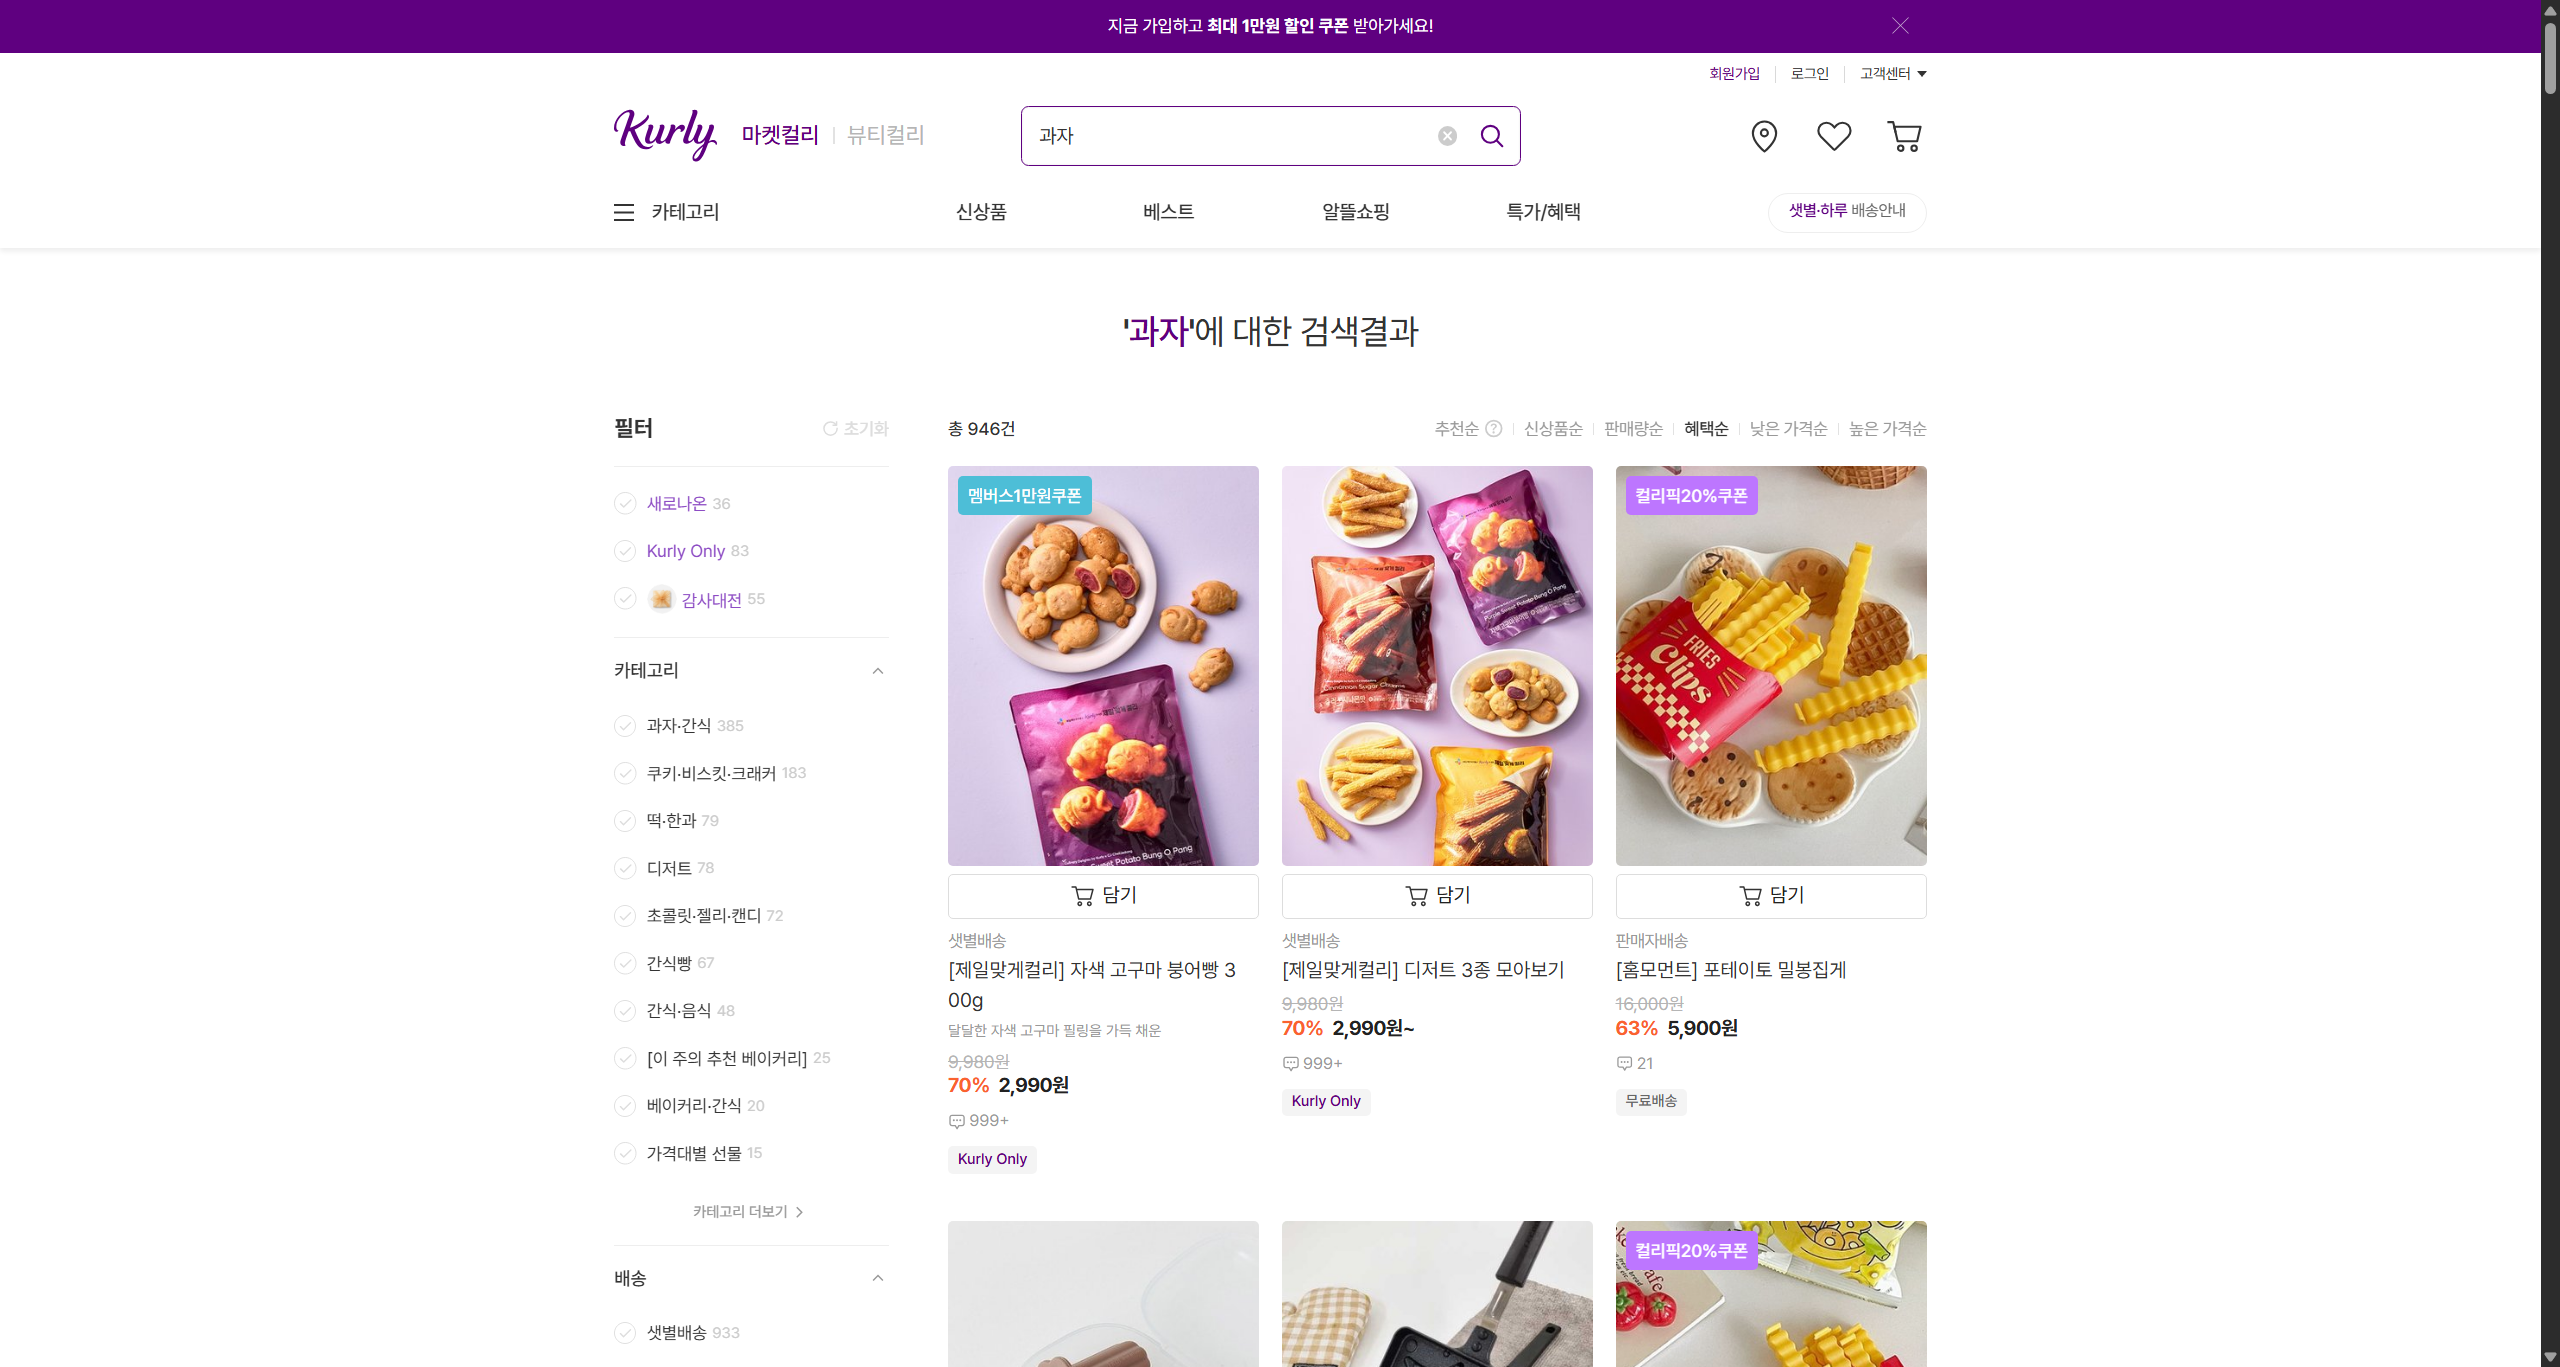 지금 가입하고 최대 1만원 할인 쿠폰 받아가세요!
회원가입 로그인 고객센터
Kurly 마켓컬리 뷰티컬리
과자
카테고리 신상품 베스트 알뜰쇼핑 특가/혜택 샛별·하루 배송안내
'과자'에 대한 검색결과
필터 초기화
새로나온 36
Kurly Only 83
감사대전 55
카테고리
과자·간식 385
쿠키·비스킷·크래커 183
떡·한과 79
디저트 78
초콜릿·젤리·캔디 72
간식빵 67
간식·음식 48
[이 주의 추천 베이커리] 25
베이커리·간식 20
가격대별 선물 15
카테고리 더보기
배송
샛별배송 933
총 946건
추천순 신상품순 판매량순 혜택순 낮은 가격순 높은 가격순
멤버스1만원쿠폰
Sweet Potato Bung O Pang
담기
샛별배송
[제일맞게컬리] 자색 고구마 붕어빵 3
00g
달달한 자색 고구마 필링을 가득 채운
9,980원
70% 2,990원
999+
Kurly Only
Purple Sweet Potato Bung O Pang
Cinnamon Sugar Churros
담기
샛별배송
[제일맞게컬리] 디저트 3종 모아보기
9,980원
70% 2,990원~
999+
Kurly Only
컬리픽20%쿠폰
FRIES
Clips
담기
판매자배송
[홈모먼트] 포테이토 밀봉집게
16,000원
63% 5,900원
21
무료배송
컬리픽20%쿠폰